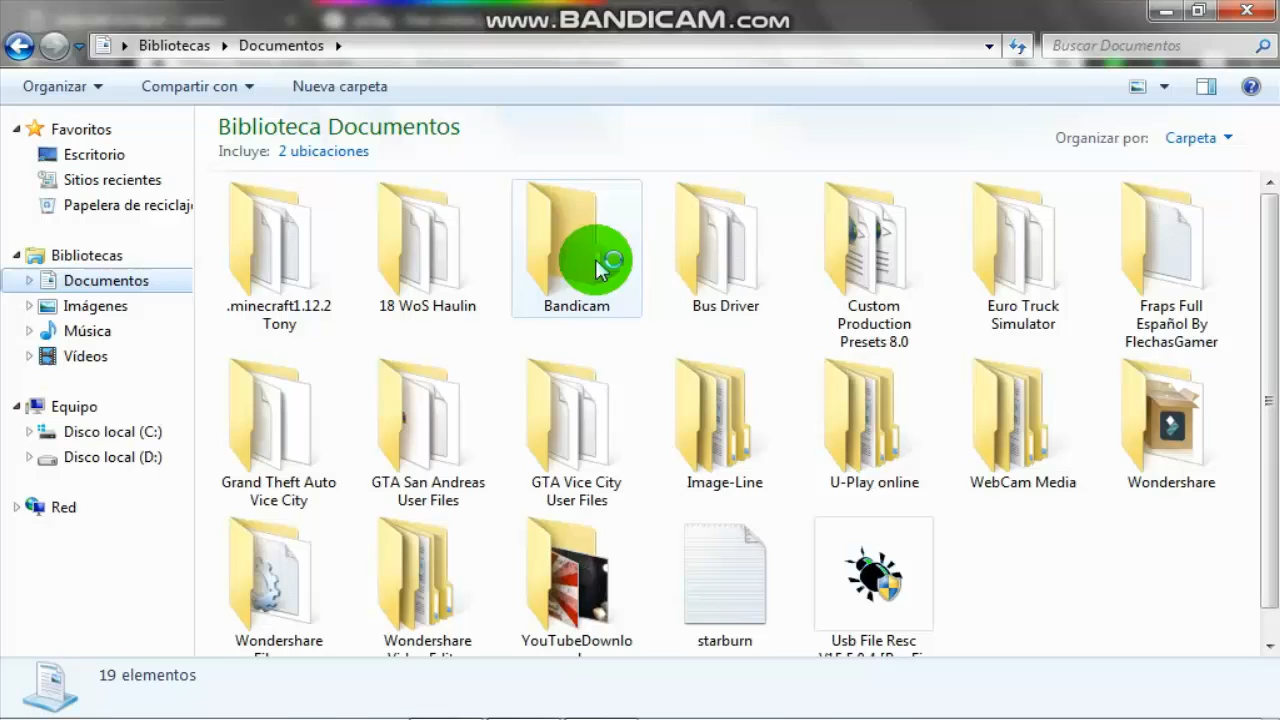 www.BANDICAM.com
Bibliotecas Documentos
Buscar Documentos
Organizar Compartir con Nueva carpeta
Favoritos
Escritorio
Sitios recientes
Papelera de reciclaj
Bibliotecas
Documentos
Imágenes
Música
Vídeos
Equipo
Disco local (C:)
Disco local (D:)
Red
Biblioteca Documentos
Incluye: 2 ubicaciones
Organizar por: Carpeta
.minecraft1.12.2
Tony
18 WoS Haulin
Bandicam
Bus Driver
Custom
Production
Presets 8.0
Euro Truck
Simulator
Fraps Full
Español By
FlechasGamer
Grand Theft Auto
Vice City
GTA San Andreas
User Files
GTA Vice City
User Files
Image-Line
U-Play online
WebCam Media
Wondershare
Wondershare
Wondershare
YouTubeDownlo
starburn
Usb File Resc
19 elementos